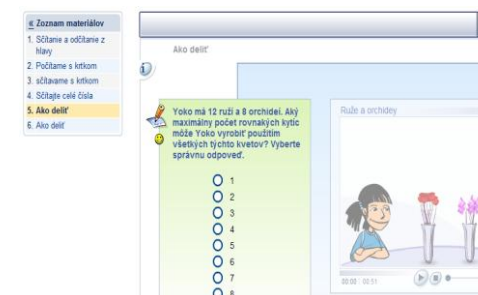 « Zoznam materiálov
1. Sčítanie a odčítanie z
hlavy
2. Počítame s krtkom
3. sčítavame s krtkom
4. Sčítajte celé čísla
5. Ako deliť
6. Ako deliť
Ako deliť
Yoko má 12 ruží a 8 orchideí. Aký
maximálny počet rovnakých kytíc
môže Yoko vyrobiť použitím
všetkých týchto kvetov? Vyberte
správnu odpoveď.
1
2
3
4
5
6
7
8
Ruže a orchidey
00:00 : 00:51